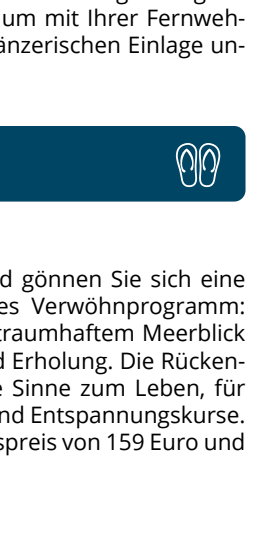 um mit Ihrer Fernweh-
änzerischen Einlage un-
d gönnen Sie sich eine
es Verwöhnprogramm:
traumhaftem Meerblick
d Erholung. Die Rücken-
e Sinne zum Leben, für
nd Entspannungskurse.
spreis von 159 Euro und